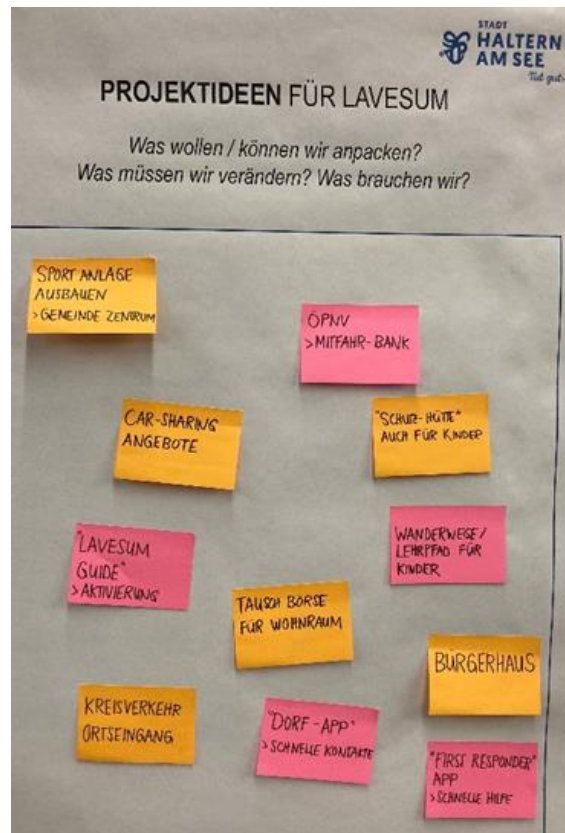 STADT
HALTERN
AM SEE
Tut gut.
PROJEKTIDEEN FÜR LAVESUM
Was wollen / können wir anpacken?
Was müssen wir verändern? Was brauchen wir?
SPORTANLAGE
AUSBAUEN
> GEMEINDE ZENTRUM
ÖPNV
> MITFAHR-BANK
CAR-SHARING
ANGEBOTE
"SCHUTZ-HÜTTE"
AUCH FÜR KINDER
"LAVESUM
GUIDE"
> AKTIVIERUNG
WANDERWEGE/
LEHRPFAD FÜR
KINDER
TAUSCH BÖRSE
FÜR WOHNRAUM
BÜRGERHAUS
KREISVERKEHR
ORTSEINGANG
"DORF-APP"
> SCHNELLE KONTAKTE
"FIRST RESPONDER"
APP
> SCHNELLE HILFE